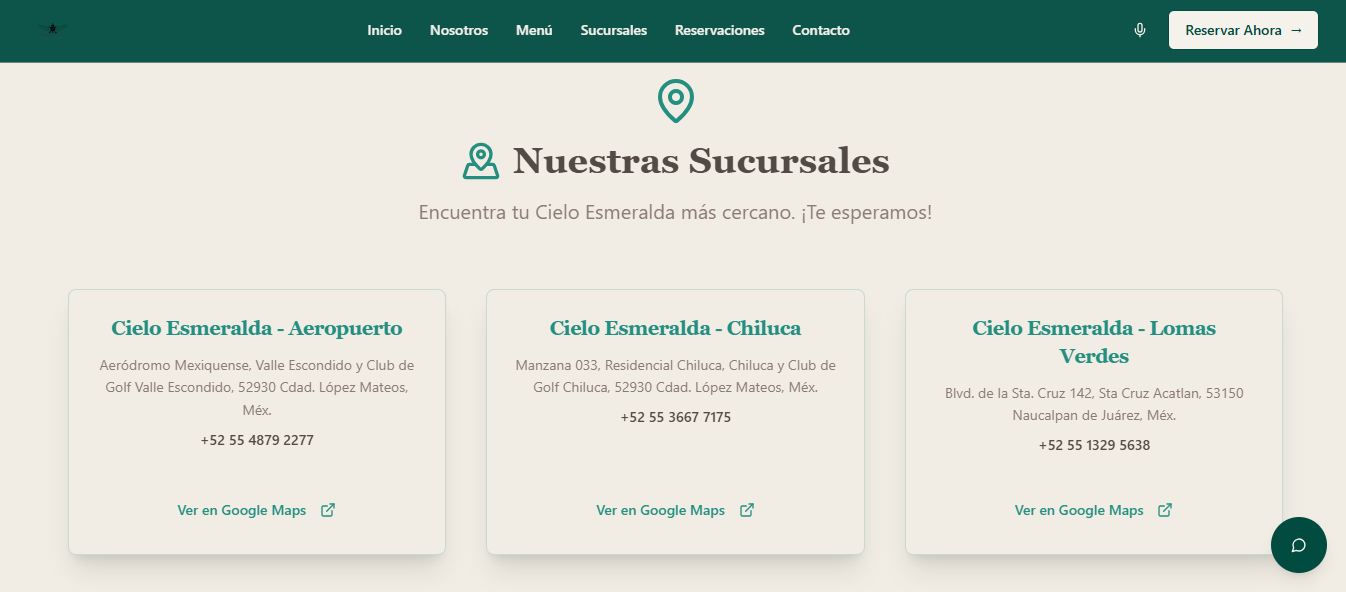 Inicio Nosotros Menú Sucursales Reservaciones Contacto Reservar Ahora →
Nuestras Sucursales
Encuentra tu Cielo Esmeralda más cercano. ¡Te esperamos!
Cielo Esmeralda - Aeropuerto
Aeródromo Mexiquense, Valle Escondido y Club de
Golf Valle Escondido, 52930 Cdad. López Mateos,
Méx.
+52 55 4879 2277
Ver en Google Maps
Cielo Esmeralda - Chiluca
Manzana 033, Residencial Chiluca, Chiluca y Club de
Golf Chiluca, 52930 Cdad. López Mateos, Méx.
+52 55 3667 7175
Ver en Google Maps
Cielo Esmeralda - Lomas
Verdes
Blvd. de la Sta. Cruz 142, Sta Cruz Acatlan, 53150
Naucalpan de Juárez, Méx.
+52 55 1329 5638
Ver en Google Maps